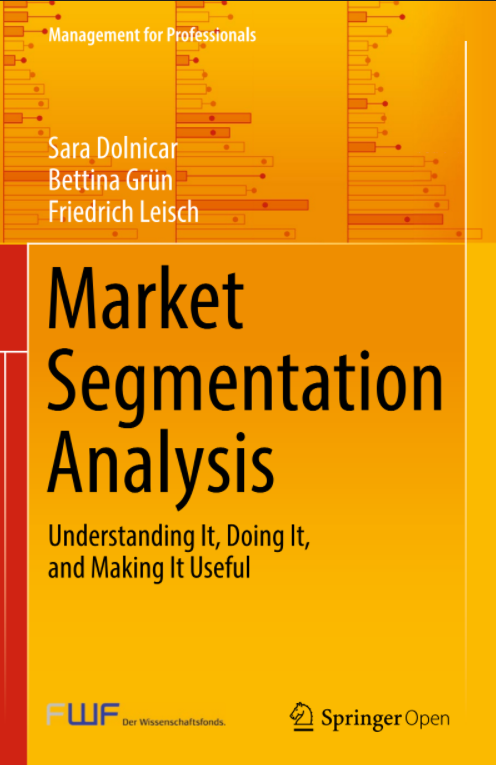 Management for Professionals
Sara Dolnicar
Bettina Grün
Friedrich Leisch
Market
Segmentation
Analysis
Understanding It, Doing It,
and Making It Useful
FWF Der Wissenschaftsfonds.
Springer Open